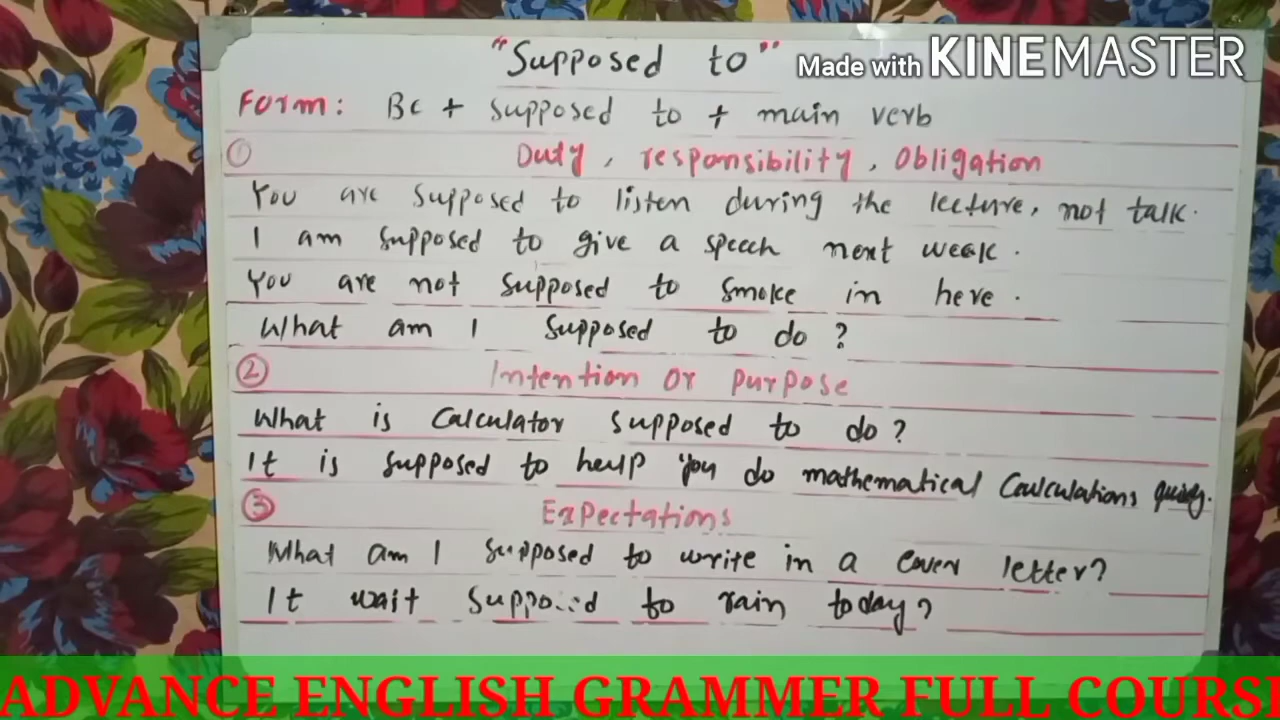 "Supposed to"
Made with KINEMASTER
Form: Be + supposed to + main verb
① Duty, responsibility, Obligation
You are supposed to listen during the lecture, not talk.
I am supposed to give a speech next weak.
You are not supposed to smoke in here.
What am I supposed to do?
② Intention or purpose
What is Calculator supposed to do?
It is supposed to help you do mathematical Calculations
③ Expectations
What am I supposed to write in a cover letter?
It wait supposed to rain today?
ADVANCE ENGLISH GRAMMER FULL COURSE